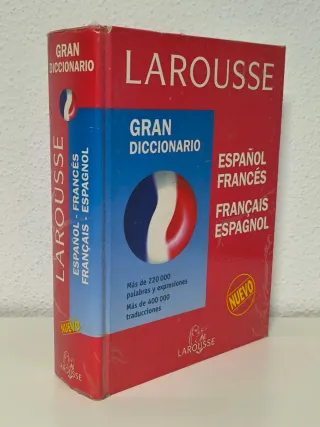 GRAN
DICCIONARIO
LAROUSSE
ESPAÑOL - FRANCÉS
FRANÇAIS - ESPAGNOL
NUEVO
LAROUSSE
GRAN
DICCIONARIO
ESPAÑOL
FRANCÉS
FRANÇAIS
ESPAGNOL
Más de 220 000
palabras y expresiones
Más de 400 000
traducciones
NUEVO
LAROUSSE